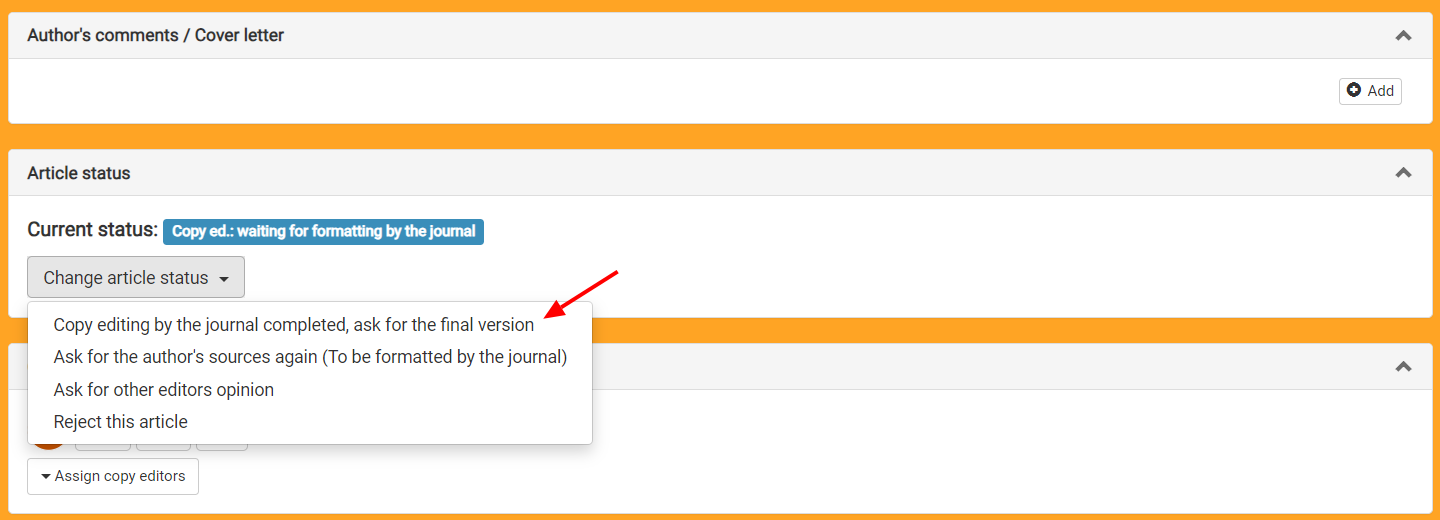 Author's comments / Cover letter
Add
Article status
Current status: Copy ed.: waiting for formatting by the journal
Change article status
Copy editing by the journal completed, ask for the final version
Ask for the author's sources again (To be formatted by the journal)
Ask for other editors opinion
Reject this article
Assign copy editors